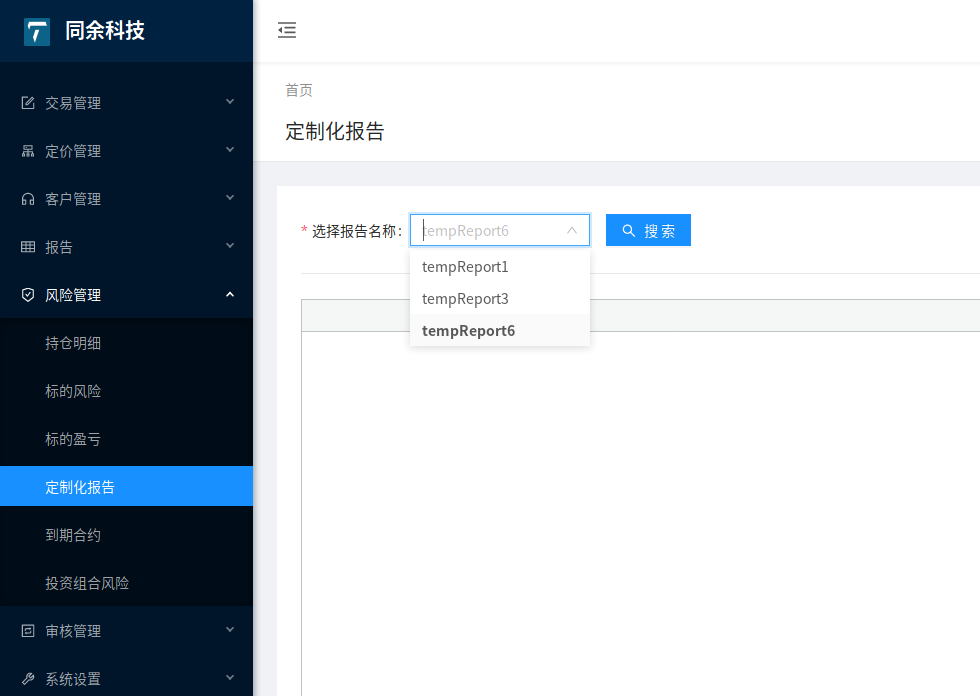 同余科技
交易管理
定价管理
客户管理
报告
风险管理
持仓明细
标的风险
标的盈亏
定制化报告
到期合约
投资组合风险
审核管理
系统设置
首页
定制化报告
* 选择报告名称: tempReport6 搜索
tempReport1
tempReport3
tempReport6